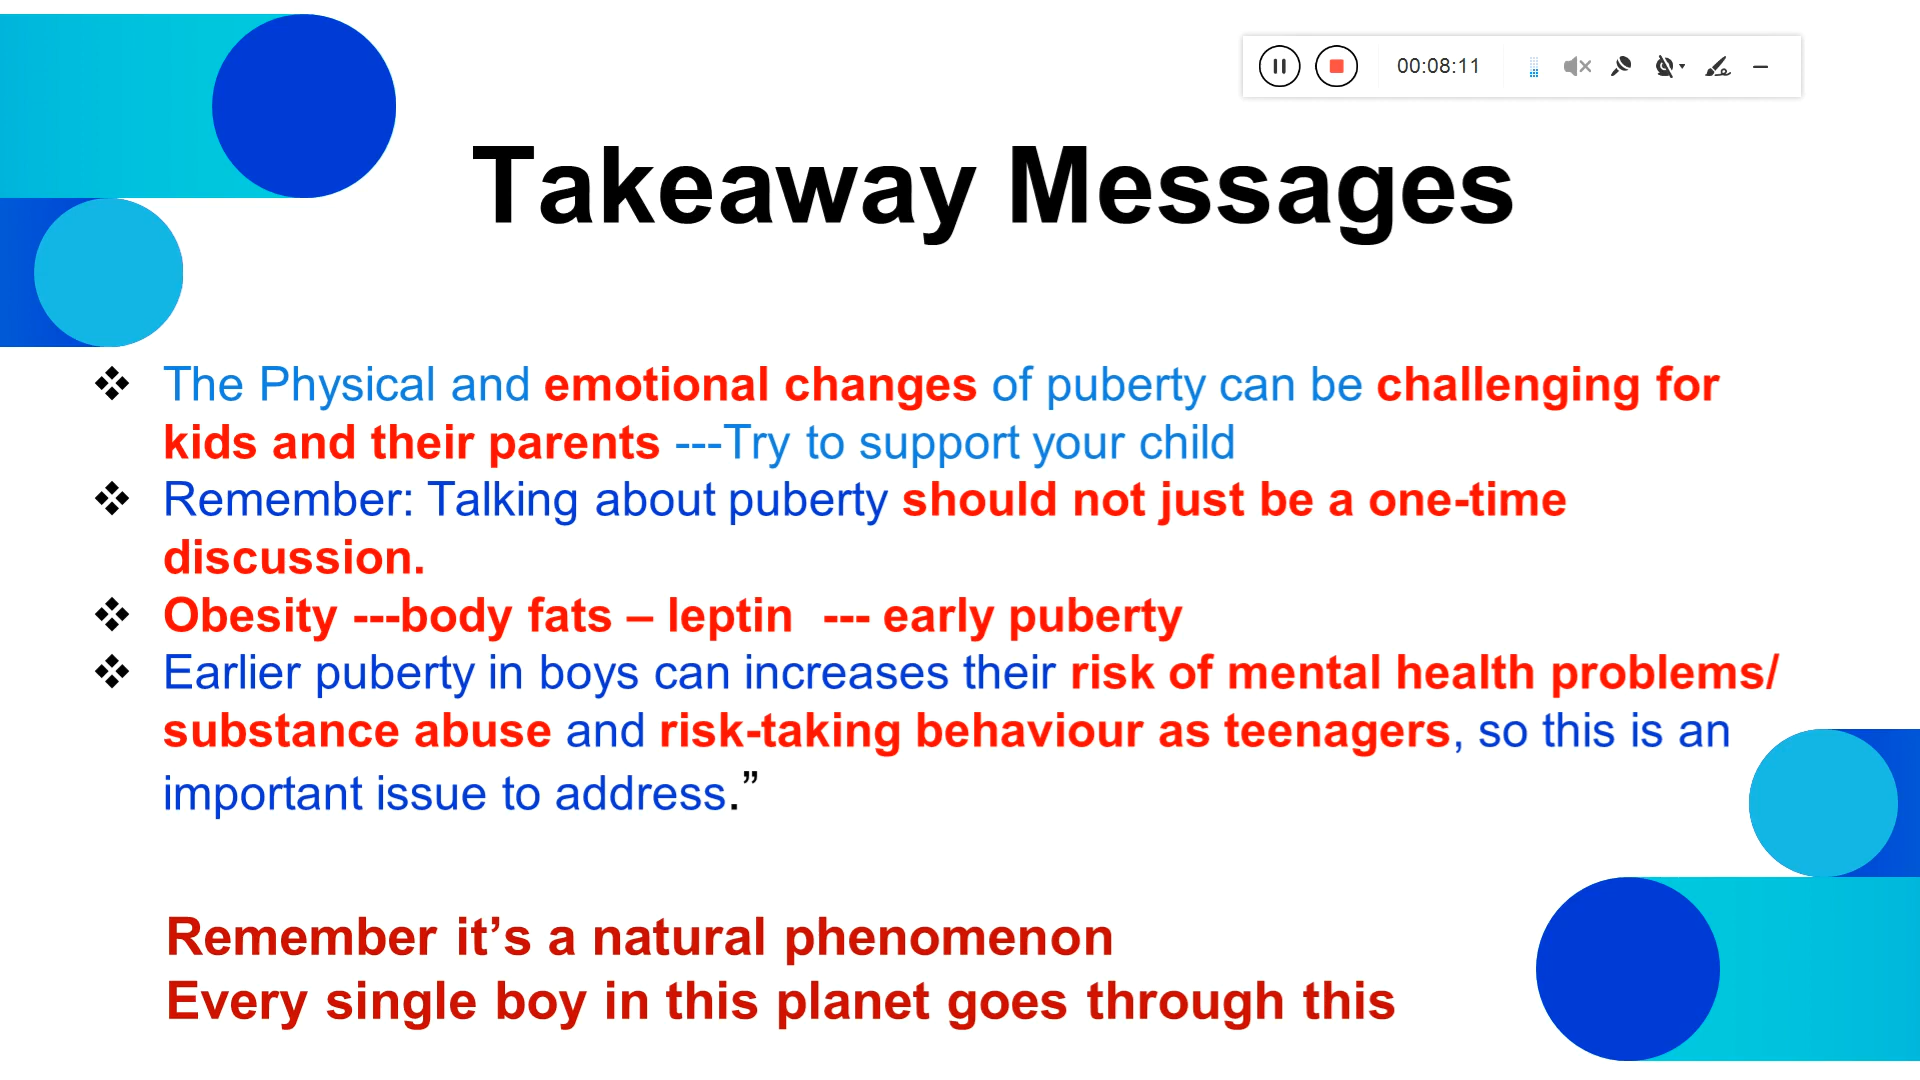 00:08:11
Takeaway Messages
❖ The Physical and emotional changes of puberty can be challenging for
kids and their parents ---Try to support your child
❖ Remember: Talking about puberty should not just be a one-time
discussion.
❖ Obesity ---body fats – leptin --- early puberty
❖ Earlier puberty in boys can increases their risk of mental health problems/
substance abuse and risk-taking behaviour as teenagers, so this is an
important issue to address.”
Remember it’s a natural phenomenon
Every single boy in this planet goes through this